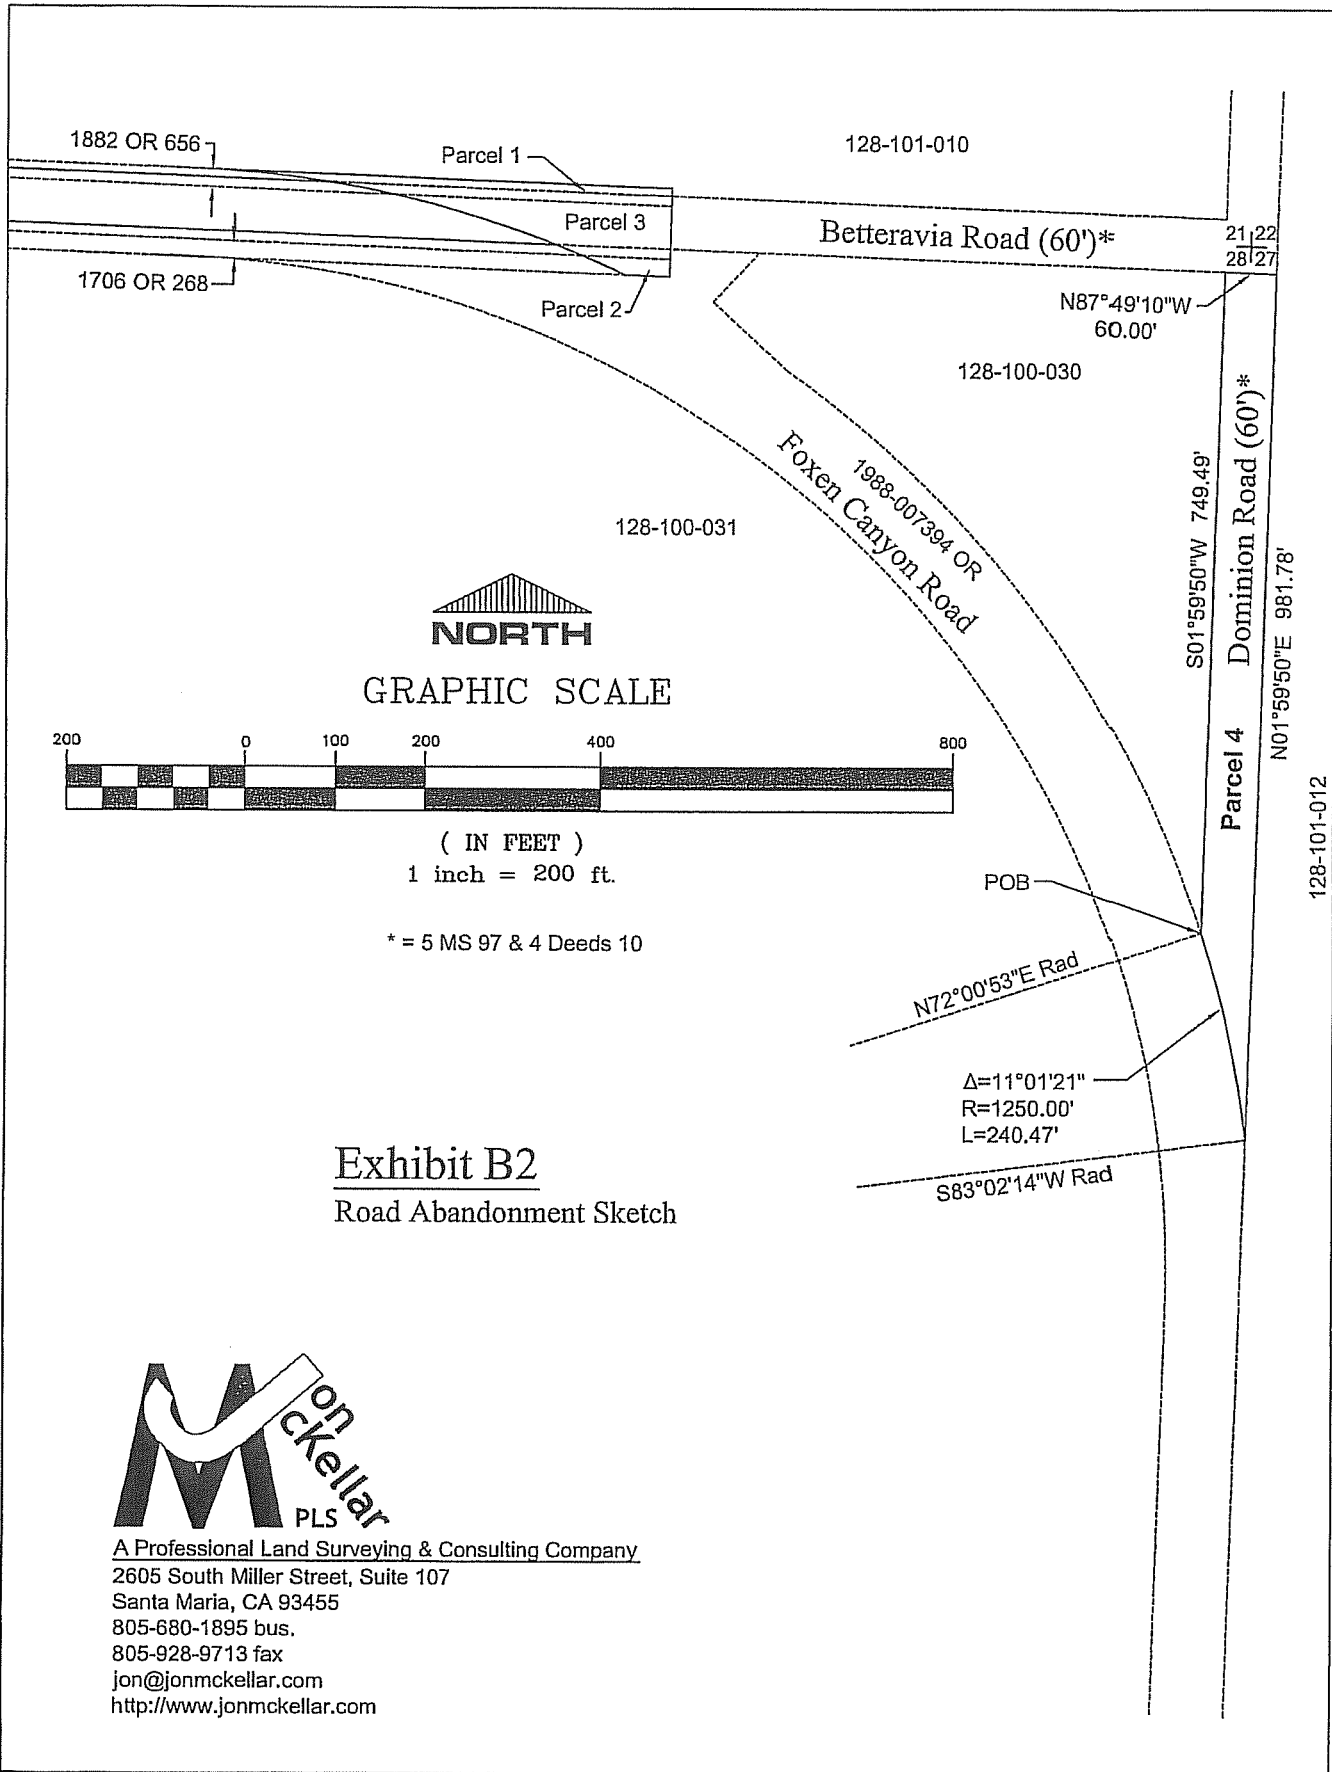 1882 OR 656
Parcel 1
128-101-010
Parcel 3
Betteravia Road (60')*
21 22
28 27
1706 OR 268
Parcel 2
N87°49'10"W
60.00'
128-100-030
Foxen Canyon Road
1988-007394 OR
S01°59'50"W 749.49'
Parcel 4 Dominion Road (60')*
N01°59'50"E 981.78'
128-101-012
128-100-031
NORTH
GRAPHIC SCALE
200 0 100 200 400 800
( IN FEET )
1 inch = 200 ft.
* = 5 MS 97 & 4 Deeds 10
POB
N72°00'53"E Rad
Δ=11°01'21"
R=1250.00'
L=240.47'
S83°02'14"W Rad
Exhibit B2
Road Abandonment Sketch
M
on
cKellar
PLS
A Professional Land Surveying & Consulting Company
2605 South Miller Street, Suite 107
Santa Maria, CA 93455
805-680-1895 bus.
805-928-9713 fax
jon@jonmckellar.com
http://www.jonmckellar.com